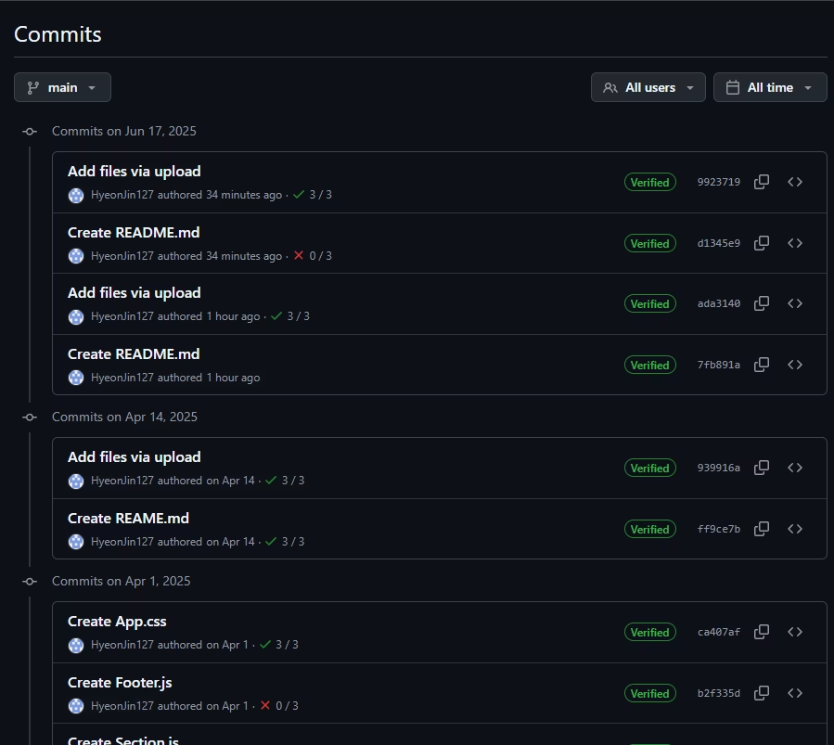 Commits
main
All users
All time
Commits on Jun 17, 2025
Add files via upload
Verified
9923719
HyeonJin127 authored 34 minutes ago · 3 / 3
Create README.md
Verified
d1345e9
HyeonJin127 authored 34 minutes ago · 0 / 3
Add files via upload
Verified
ada3140
HyeonJin127 authored 1 hour ago · 3 / 3
Create README.md
Verified
7fb891a
HyeonJin127 authored 1 hour ago
Commits on Apr 14, 2025
Add files via upload
Verified
939916a
HyeonJin127 authored on Apr 14 · 3 / 3
Create REAME.md
Verified
ff9ce7b
HyeonJin127 authored on Apr 14 · 3 / 3
Commits on Apr 1, 2025
Create App.css
Verified
ca407af
HyeonJin127 authored on Apr 1 · 3 / 3
Create Footer.js
Verified
b2f335d
HyeonJin127 authored on Apr 1 · 0 / 3
Create Section.js